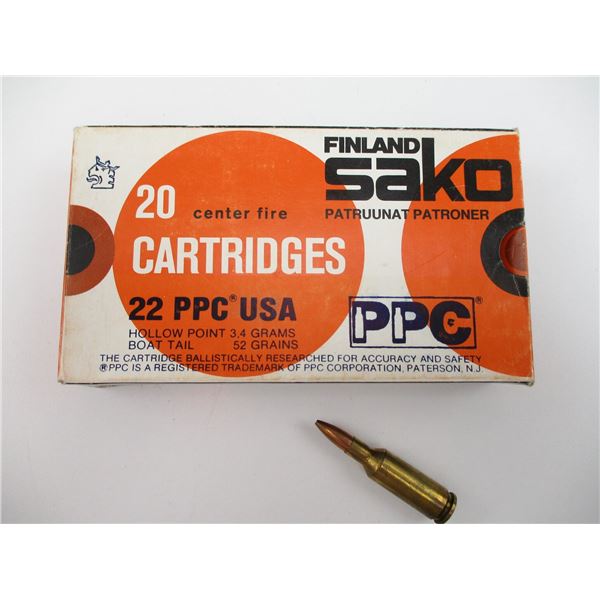 FINLAND
sako
PATRUUNAT PATRONER
20 center fire
CARTRIDGES
22 PPC® USA
HOLLOW POINT 3,4 GRAMS
BOAT TAIL 52 GRAINS
PPC®
THE CARTRIDGE BALLISTICALLY RESEARCHED FOR ACCURACY AND SAFETY
®PPC IS A REGISTERED TRADEMARK OF PPC CORPORATION, PATERSON, N.J.